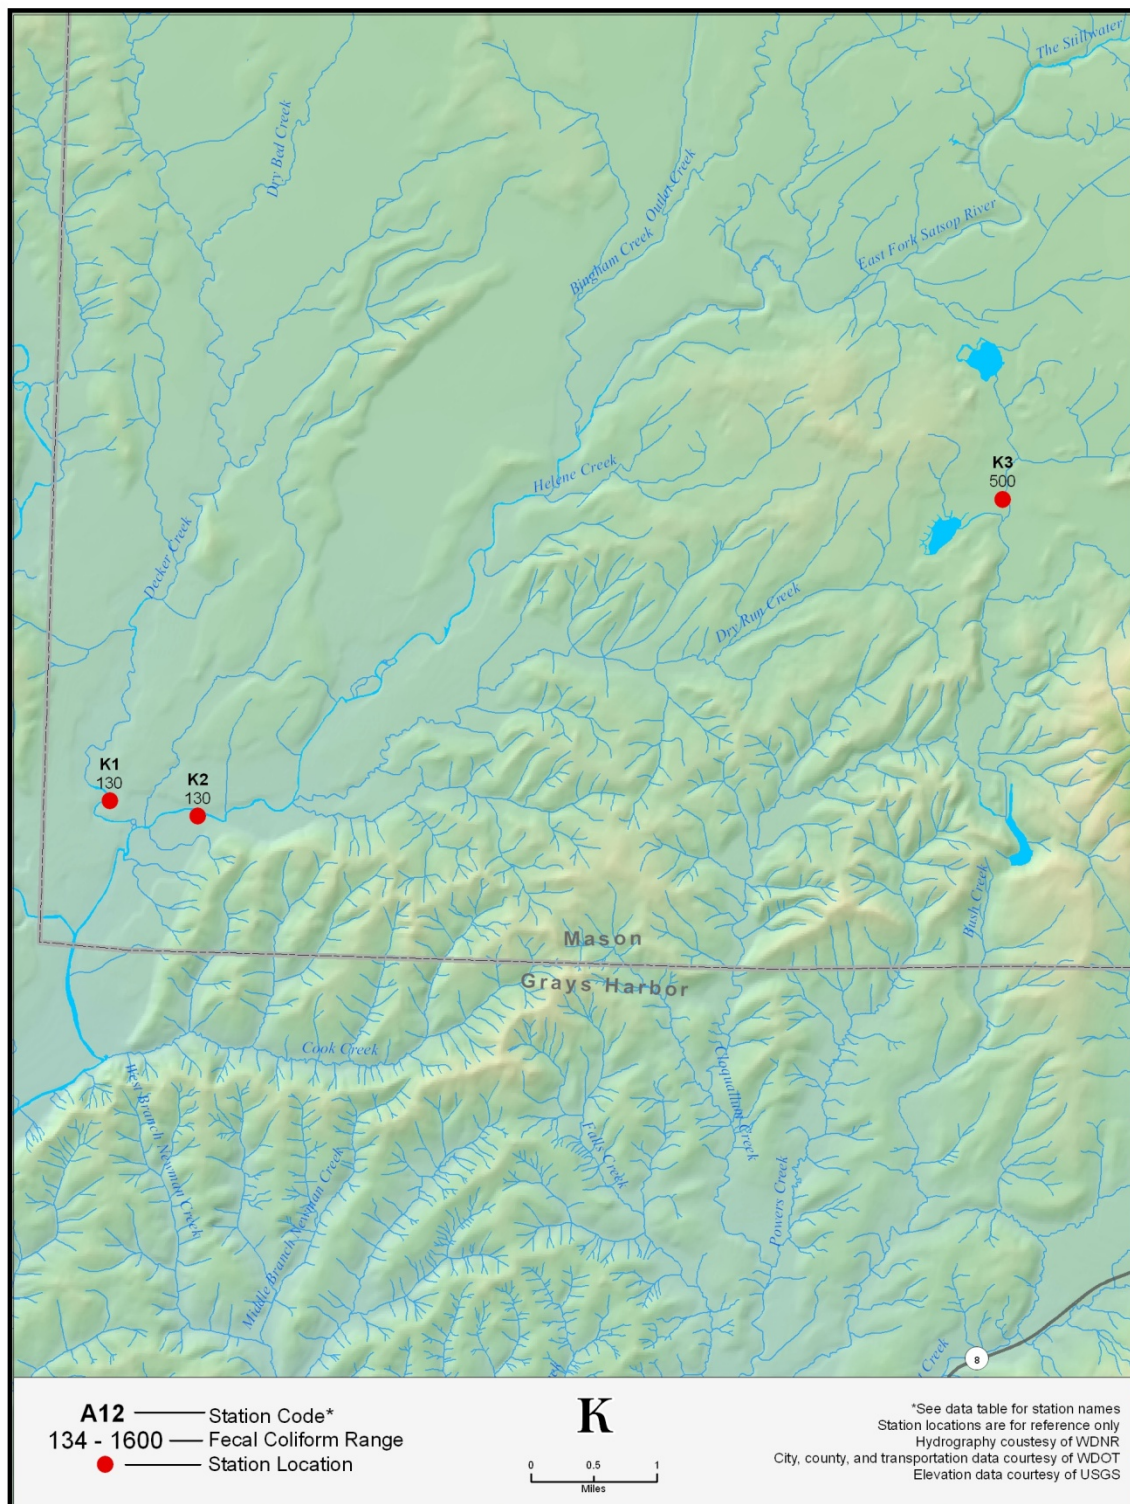 The Stillwater
Dry Bed Creek
Outlet Creek
Bingham Creek
East Fork Satsop River
Helene Creek
K3
500
Decker Creek
Dry Run Creek
K1
130
K2
130
Bush Creek
Mason
Grays Harbor
Cook Creek
West Branch Newman Creek
Cloquallum Creek
Falls Creek
Middle Branch Newman Creek
Powers Creek
Creek
8
A12
Station Code*
134 - 1600
Fecal Coliform Range
Station Location
K
0 0.5 1
Miles
*See data table for station names
Station locations are for reference only
Hydrography coustesy of WDNR
City, county, and transportation data courtesy of WDOT
Elevation data courtesy of USGS